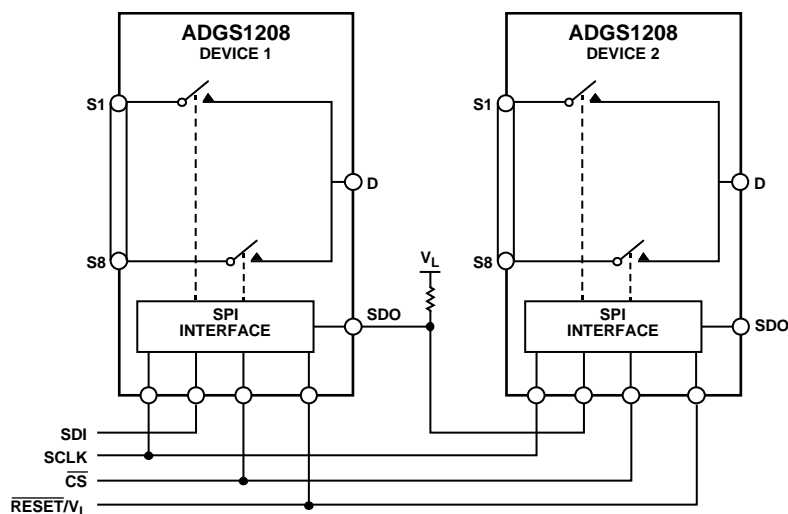 ADGS1208
DEVICE 1
S1
D
S8
SPI
INTERFACE
SDO
VL
ADGS1208
DEVICE 2
S1
D
S8
SPI
INTERFACE
SDO
SDI
SCLK
CS
RESET/VL